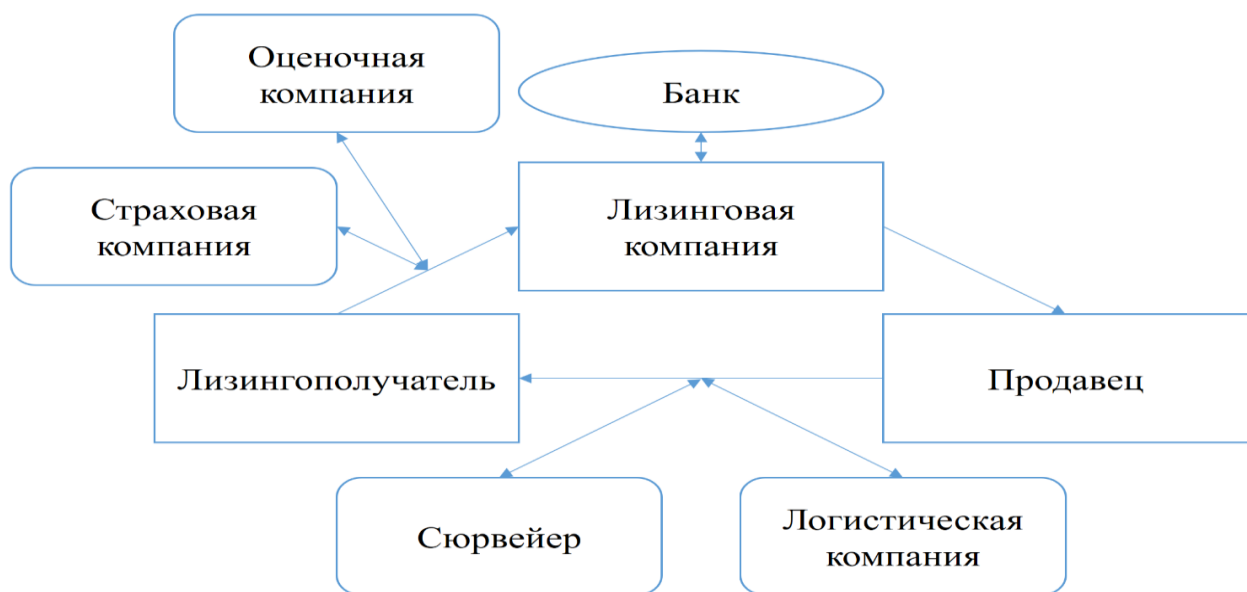 Оценочная
компания
Банк
Страховая
компания
Лизинговая
компания
Лизингополучатель
Продавец
Сюрвейер
Логистическая
компания